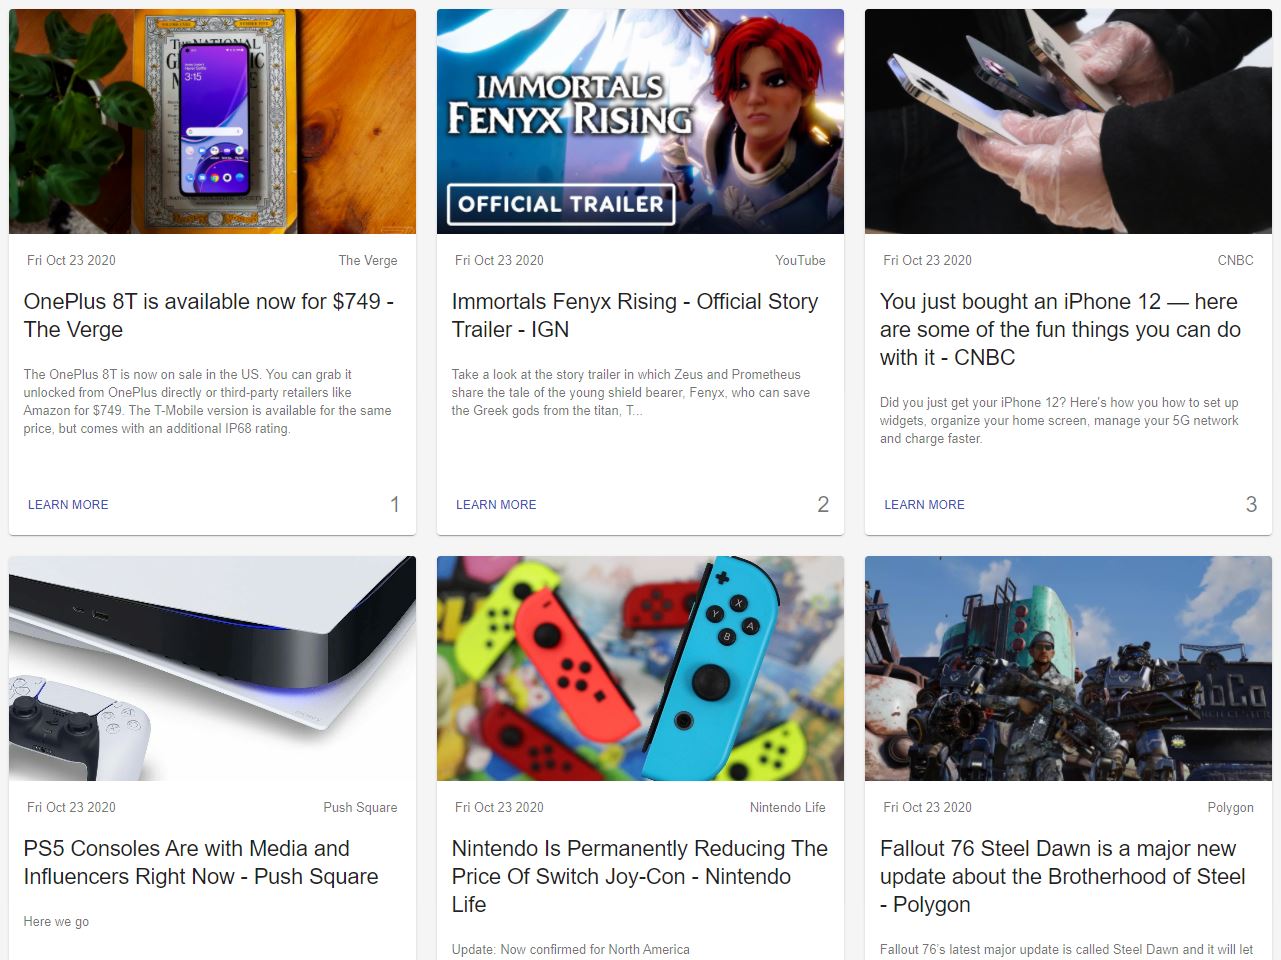 THE NATIONAL
3:15
IMMORTALS
FENYX RISING
OFFICIAL TRAILER
Fri Oct 23 2020 The Verge
OnePlus 8T is available now for $749 -
The Verge
The OnePlus 8T is now on sale in the US. You can grab it
unlocked from OnePlus directly or third-party retailers like
Amazon for $749. The T-Mobile version is available for the same
price, but comes with an additional IP68 rating.
LEARN MORE 1
Fri Oct 23 2020 YouTube
Immortals Fenyx Rising - Official Story
Trailer - IGN
Take a look at the story trailer in which Zeus and Prometheus
share the tale of the young shield bearer, Fenyx, who can save
the Greek gods from the titan, T...
LEARN MORE 2
Fri Oct 23 2020 CNBC
You just bought an iPhone 12 — here
are some of the fun things you can do
with it - CNBC
Did you just get your iPhone 12? Here's how you how to set up
widgets, organize your home screen, manage your 5G network
and charge faster.
LEARN MORE 3
X
Y A
B
Fri Oct 23 2020 Push Square
PS5 Consoles Are with Media and
Influencers Right Now - Push Square
Here we go
Fri Oct 23 2020 Nintendo Life
Nintendo Is Permanently Reducing The
Price Of Switch Joy-Con - Nintendo
Life
Update: Now confirmed for North America
Fri Oct 23 2020 Polygon
Fallout 76 Steel Dawn is a major new
update about the Brotherhood of Steel
- Polygon
Fallout 76's latest major update is called Steel Dawn and it will let